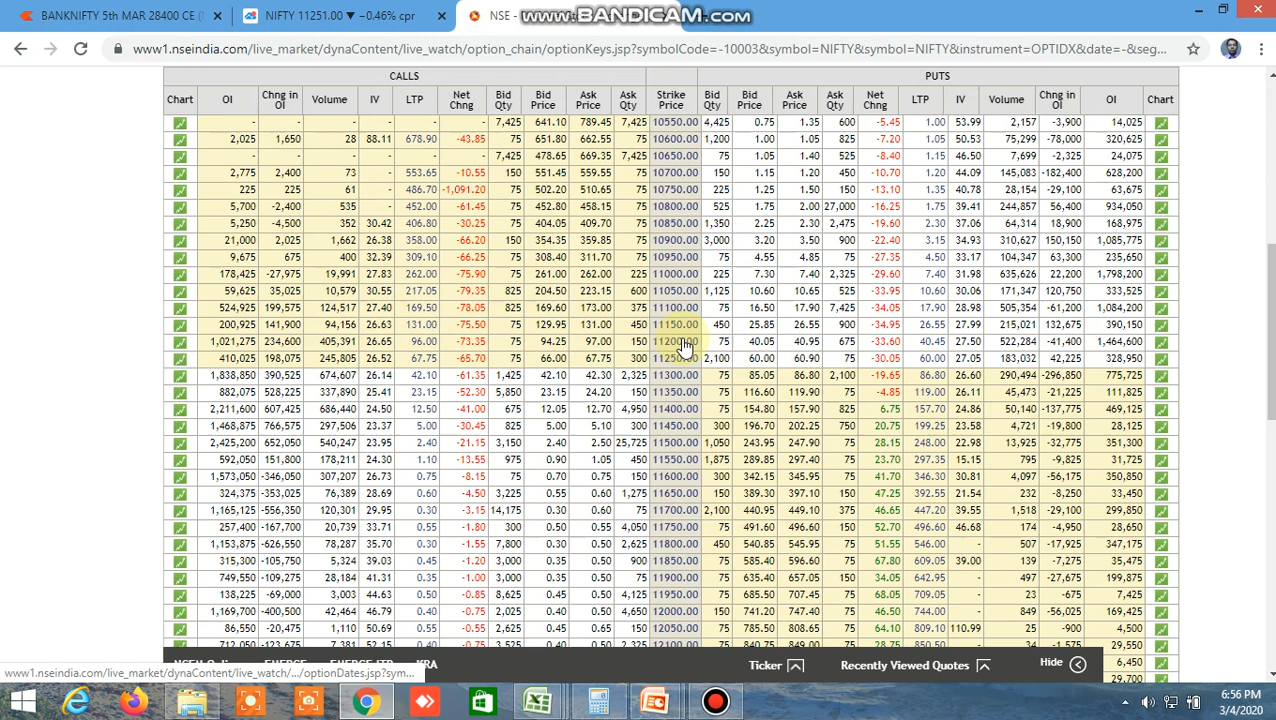 BANKNIFTY 5th MAR 28400 CE (
NIFTY 11251.00 ▼ −0.46% cpr
NSE -
www.BANDICAM.com
www1.nseindia.com/live_market/dynaContent/live_watch/option_chain/optionKeys.jsp?symbolCode=-10003&symbol=NIFTY&symbol=NIFTY&instrument=OPTIDX&date=-&seg...
CALLS PUTS
Chart OI Chng in OI Volume IV LTP Net Chng Bid Qty Bid Price Ask Price Ask Qty Strike Price Bid Qty Bid Price Ask Price Ask Qty Net Chng LTP IV Volume Chng in OI OI Chart
- - - - - - 7,425 641.10 789.45 7,425 10550.00 4,425 0.75 1.35 600 -5.45 1.00 53.99 2,157 -3,900 14,025
2,025 1,650 28 88.11 678.90 -43.85 75 651.80 662.55 75 10600.00 1,200 1.00 1.05 825 -7.20 1.10 50.53 75,299 -78,000 320,625
- - - - - - 7,425 478.65 669.35 7,425 10650.00 75 1.05 1.40 525 -8.40 1.15 46.50 7,699 -2,325 24,075
2,775 2,400 73 - 553.65 -10.55 150 551.45 559.55 75 10700.00 150 1.15 1.20 450 -10.70 1.20 44.09 145,083 -182,400 628,200
225 225 61 - 486.70 -1,091.20 75 502.20 510.65 75 10750.00 225 1.25 1.50 150 -13.10 1.35 40.78 28,154 -29,100 63,675
5,700 -2,400 535 - 452.00 -61.45 75 452.80 458.15 75 10800.00 525 1.75 2.00 27,000 -16.25 1.75 39.41 244,857 56,400 934,050
5,250 -4,500 352 30.42 406.80 -30.25 75 404.05 409.70 75 10850.00 1,350 2.25 2.30 2,475 -19.60 2.30 37.06 64,314 18,900 168,975
21,000 2,025 1,662 26.38 358.00 -66.20 150 354.35 359.85 75 10900.00 3,000 3.20 3.50 900 -22.40 3.15 34.93 310,627 150,150 1,085,775
9,675 675 400 32.39 309.10 -66.25 75 308.40 311.70 75 10950.00 75 4.55 4.85 75 -27.35 4.50 33.17 104,347 63,300 235,650
178,425 -27,975 19,991 27.83 262.00 -75.90 75 261.00 262.00 225 11000.00 75 7.30 7.40 2,325 -29.60 7.40 31.98 635,626 22,200 1,798,200
59,625 35,025 10,579 30.55 217.05 -79.35 825 204.50 223.15 600 11050.00 1,125 10.60 10.65 525 -33.95 10.60 30.06 171,347 120,750 333,525
524,925 199,575 124,517 27.40 169.50 -78.05 825 169.60 173.00 375 11100.00 75 16.50 17.90 7,425 -34.05 17.90 28.98 505,354 -61,200 1,084,200
200,925 141,900 94,156 26.63 131.00 -75.50 75 129.95 131.00 450 11150.00 450 25.85 26.55 900 -34.95 26.55 27.99 215,021 132,675 390,150
1,021,275 234,600 405,391 26.65 96.00 -73.35 75 94.25 97.00 150 11200.00 75 40.05 40.95 675 -33.60 40.45 27.50 522,284 -41,400 1,464,600
410,025 198,075 245,806 26.52 67.75 -65.70 75 66.00 67.75 300 11250.00 2,100 60.00 60.90 75 -30.05 60.00 27.05 183,032 42,225 328,950
1,838,850 390,525 674,607 26.14 42.10 -61.35 1,425 42.10 42.30 2,325 11300.00 75 85.05 86.80 2,100 -19.65 86.80 26.60 290,494 -296,850 775,725
882,075 528,225 337,890 25.41 23.15 -52.30 5,850 23.15 24.20 150 11350.00 75 116.60 119.90 75 -4.85 119.00 26.11 45,473 -21,225 111,825
2,211,600 607,425 686,440 24.50 12.50 -41.00 675 12.05 12.70 4,950 11400.00 75 154.80 157.90 825 6.75 157.70 24.86 50,140 -137,775 469,125
1,468,875 766,575 297,506 23.37 5.00 -30.45 825 5.00 5.10 300 11450.00 300 196.70 202.25 750 20.75 199.25 23.58 4,721 -19,800 28,125
2,425,200 652,050 540,247 23.95 2.40 -21.15 3,150 2.40 2.50 25,725 11500.00 1,050 243.95 247.90 75 28.15 248.00 22.98 13,925 -32,775 351,300
592,050 151,800 178,211 24.30 1.10 -13.55 975 0.90 1.05 450 11550.00 1,875 289.85 297.40 75 23.70 297.35 15.15 795 -9,825 31,725
1,573,050 -346,050 307,207 26.73 0.75 -8.15 75 0.70 0.75 150 11600.00 300 342.15 345.95 75 41.70 346.30 30.81 4,097 -56,175 350,850
324,375 -353,025 76,389 28.69 0.60 -4.50 3,225 0.55 0.60 1,275 11650.00 150 389.30 397.10 150 47.25 392.55 21.54 232 -8,250 33,450
1,165,125 -556,350 120,301 29.95 0.30 -3.15 14,175 0.30 0.60 75 11700.00 2,100 440.95 449.10 375 46.65 447.20 39.55 1,518 -29,100 299,850
257,400 -167,700 20,739 33.71 0.55 -1.80 300 0.50 0.55 4,050 11750.00 75 491.60 496.60 75 52.70 496.60 46.68 174 -4,950 28,650
1,153,875 -626,550 78,287 35.70 0.30 -1.55 7,800 0.30 0.50 2,625 11800.00 450 540.85 545.95 75 51.55 546.00 - 507 -17,925 347,175
315,300 -105,750 5,324 39.03 0.45 -1.20 3,000 0.35 0.50 900 11850.00 75 585.40 596.60 75 67.80 609.05 39.00 139 -7,275 35,475
749,550 -109,275 28,184 41.31 0.35 -1.00 3,000 0.35 0.50 75 11900.00 75 635.40 657.05 150 34.05 642.95 - 497 -27,675 199,875
138,225 -69,000 3,003 44.63 0.50 -0.85 8,625 0.45 0.50 4,125 11950.00 75 685.50 707.45 75 68.18 709.05 - 35 -675 7,425
1,169,700 -400,500 42,464 46.79 0.40 -0.75 2,025 0.40 0.45 4,650 12000.00 150 741.20 747.40 75 46.50 744.00 - 849 -56,025 169,425
86,550 -20,475 1,110 50.69 0.55 -0.55 2,625 0.45 0.65 150 12050.00 75 785.50 808.65 75 64.10 809.10 110.99 25 -900 4,500
6,450
29,700
Ticker Recently Viewed Quotes Hide
www1.nseindia.com/live_market/dynaContent/live_watch/.../optionDates.jsp?sym...
6:56 PM
3/4/2020